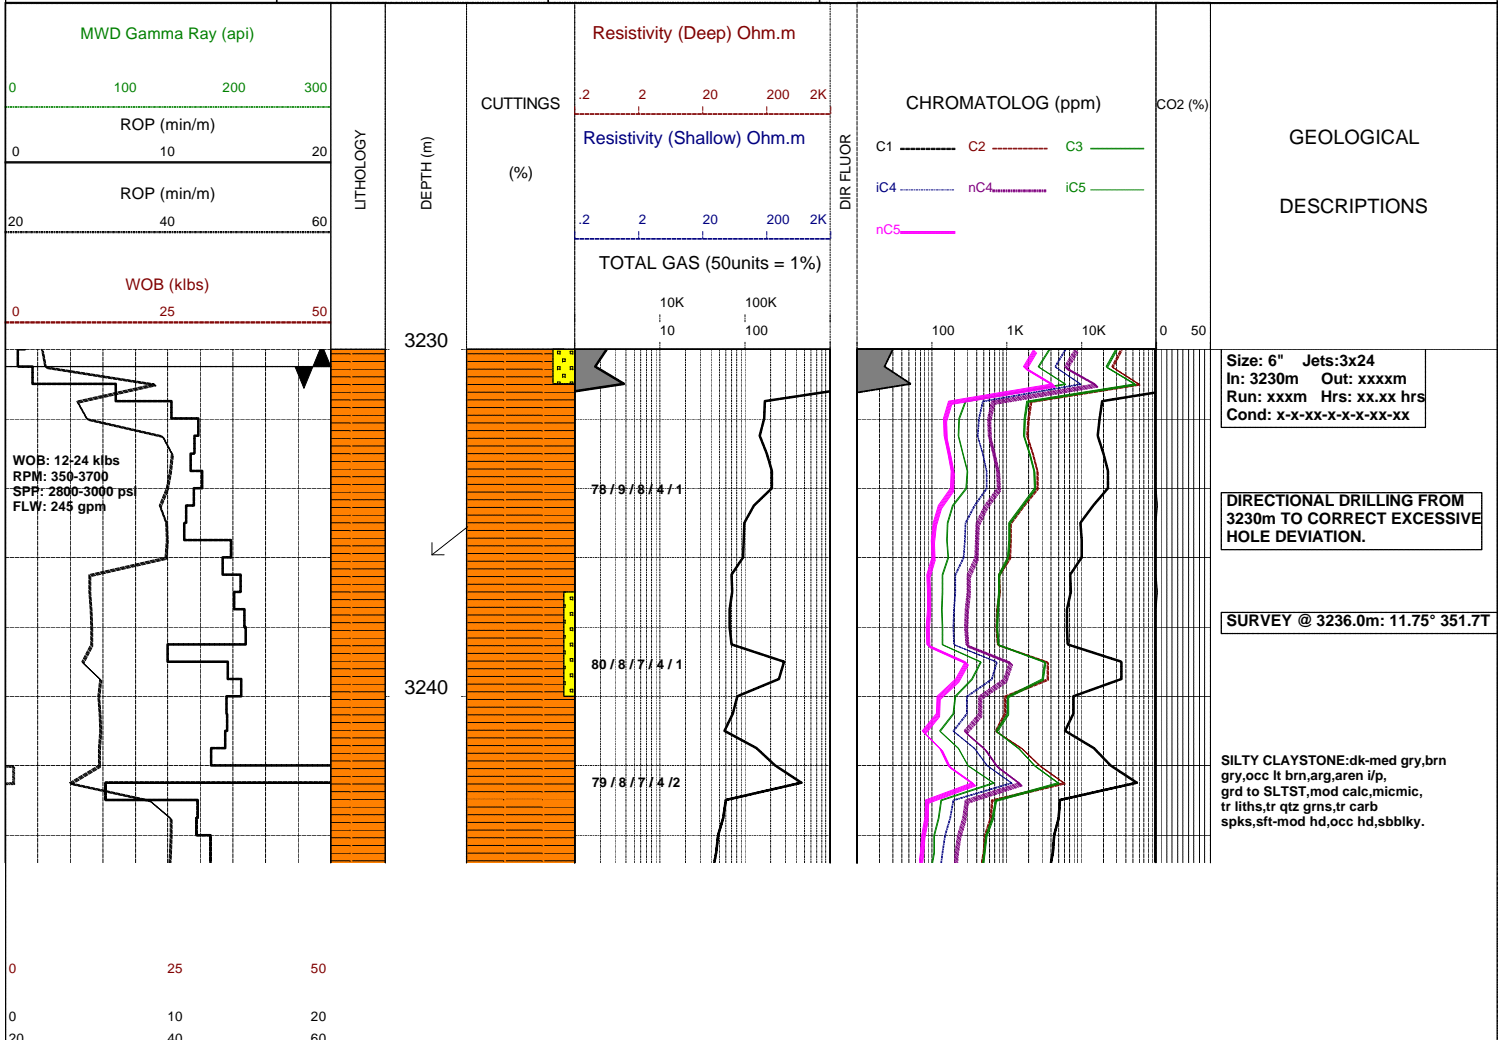 MWD Gamma Ray (api)
0 100 200 300
ROP (min/m)
0 10 20
ROP (min/m)
20 40 60
WOB (klbs)
0 25 50
LITHOLOGY
DEPTH (m)
CUTTINGS
(%)
Resistivity (Deep) Ohm.m
.2 2 20 200 2K
Resistivity (Shallow) Ohm.m
.2 2 20 200 2K
TOTAL GAS (50units = 1%)
10K 100K
10 100
DIR FLUOR
CHROMATOLOG (ppm)
C1 C2 C3
iC4 nC4 iC5
nC5
100 1K 10K
CO2 (%)
0 50
GEOLOGICAL
DESCRIPTIONS
3230
Size: 6" Jets:3x24
In: 3230m Out: xxxxm
Run: xxxm Hrs: xx.xx hrs
Cond: x-x-xx-x-x-x-xx-xx
WOB: 12-24 klbs
RPM: 350-3700
SPP: 2800-3000 psi
FLW: 245 gpm
78 / 9 / 8 / 4 / 1
DIRECTIONAL DRILLING FROM
3230m TO CORRECT EXCESSIVE
HOLE DEVIATION.
SURVEY @ 3236.0m: 11.75° 351.7T
80 / 8 / 7 / 4 / 1
3240
79 / 8 / 7 / 4 /2
SILTY CLAYSTONE:dk-med gry,brn
gry,occ lt brn,arg,aren i/p,
grd to SLTST,mod calc,micmic,
tr liths,tr qtz grns,tr carb
spks,sft-mod hd,occ hd,sbblky.
0 25 50
0 10 20
20 40 60